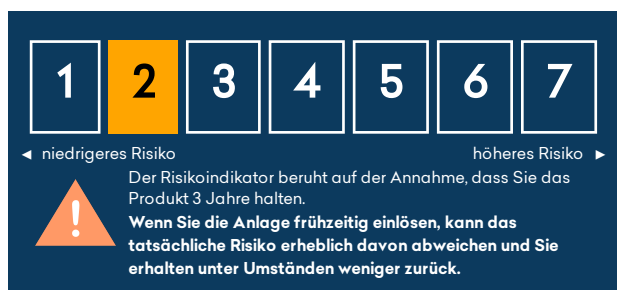 1 2 3 4 5 6 7
◄ niedrigeres Risiko höheres Risiko ►
Der Risikoindikator beruht auf der Annahme, dass Sie das
Produkt 3 Jahre halten.
Wenn Sie die Anlage frühzeitig einlösen, kann das
tatsächliche Risiko erheblich davon abweichen und Sie
erhalten unter Umständen weniger zurück.
!